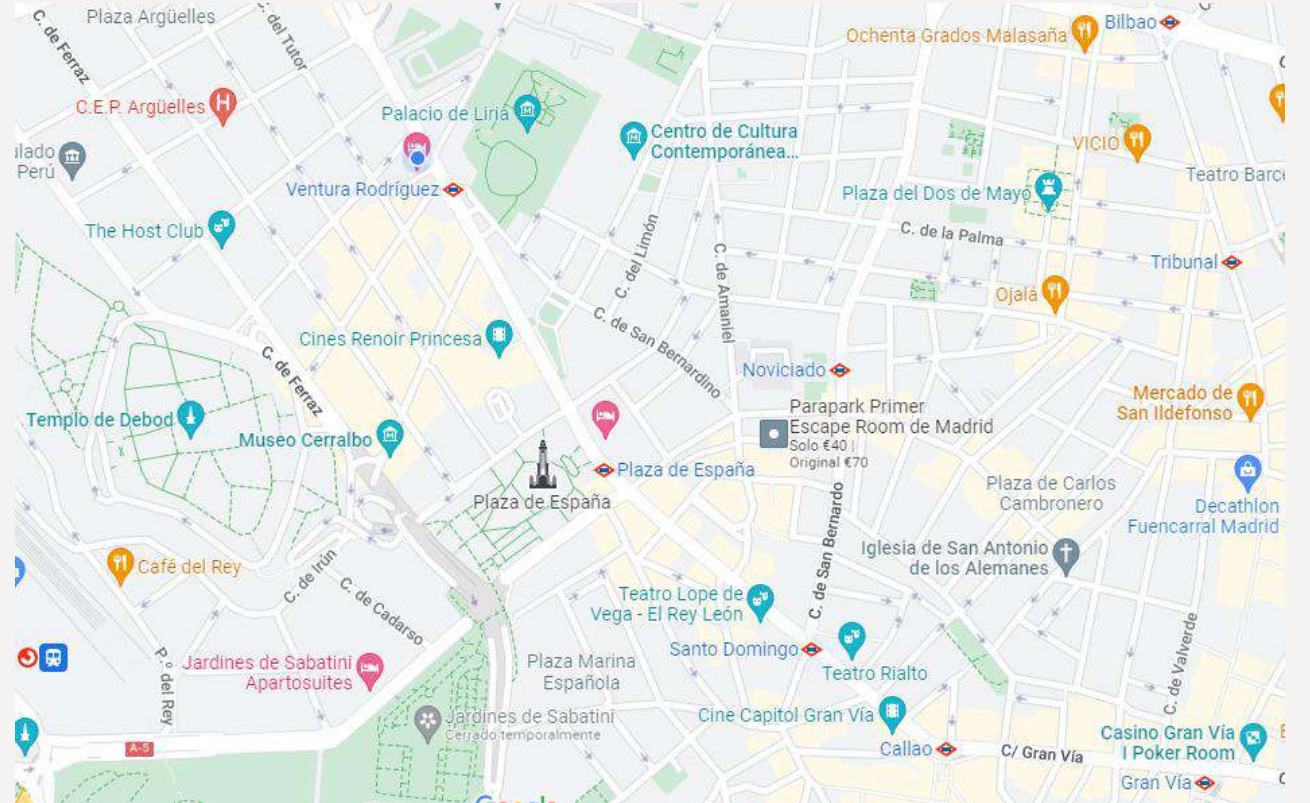 Plaza Argüelles
C. de Ferraz
C. del Tutor
Ochenta Grados Malasaña
Bilbao
C.E.P. Argüelles
H
Palacio de Liria
Centro de Cultura
Contemporánea...
VICIO
Perú
Ventura Rodríguez
Plaza del Dos de Mayo
Teatro Barce
The Host Club
C. de la Palma
C. del Limón
C. de Amaniel
Tribunal
Ojalá
Cines Renoir Princesa
C. de San Bernardino
C. de Ferraz
Noviciado
Mercado de
San Ildefonso
Templo de Debod
Museo Cerralbo
Parapark Primer
Escape Room de Madrid
Solo €40 |
Original €70
Plaza de España
Plaza de España
Plaza de Carlos
Cambronero
Decathlon
Fuencarral Madrid
C. de San Bernardo
Iglesia de San Antonio
de los Alemanes
Café del Rey
C. de Irún
C. de Cadarso
Teatro Lope de
Vega - El Rey León
Santo Domingo
Teatro Rialto
C. de Valverde
Jardines de Sabatini
Apartosuites
P.º del Rey
Plaza Marina
Española
Jardines de Sabatini
Cerrado temporalmente
Cine Capitol Gran Vía
Callao
C/ Gran Vía
Casino Gran Vía
I Poker Room
A-5
Gran Vía